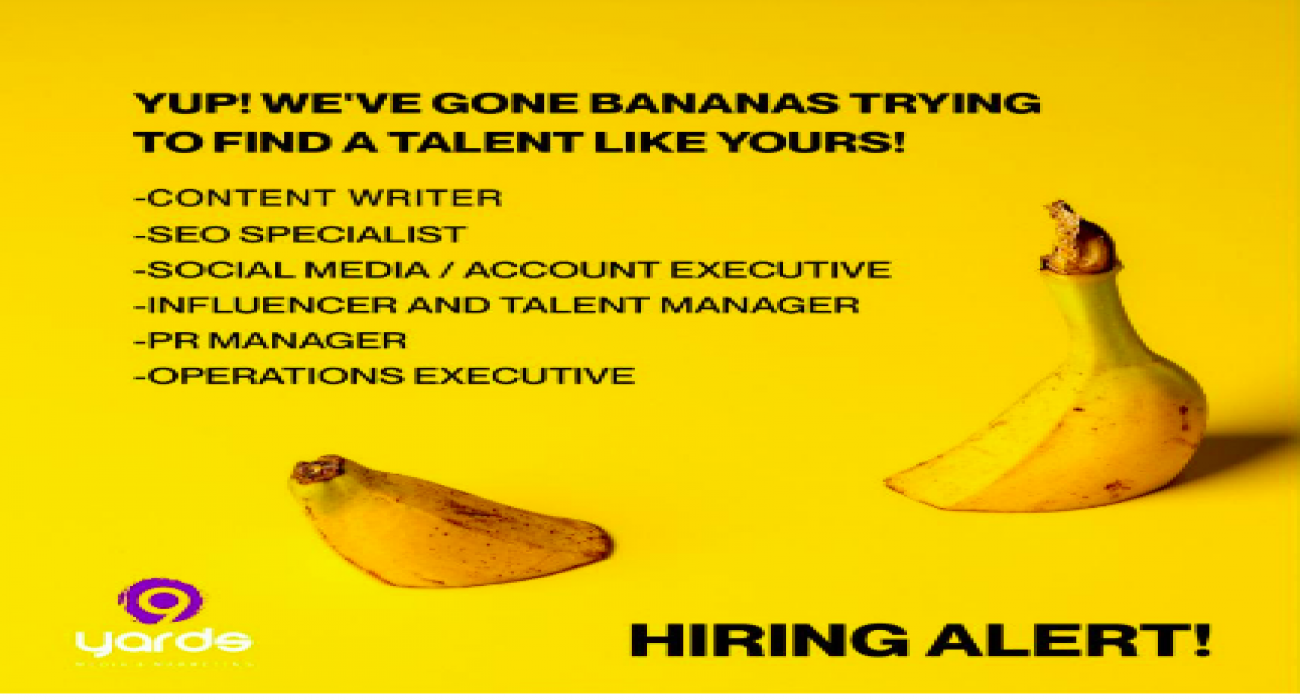 YUP! WE'VE GONE BANANAS TRYING
TO FIND A TALENT LIKE YOURS!
-CONTENT WRITER
-SEO SPECIALIST
-SOCIAL MEDIA / ACCOUNT EXECUTIVE
-INFLUENCER AND TALENT MANAGER
-PR MANAGER
-OPERATIONS EXECUTIVE
9
yards
HIRING ALERT!